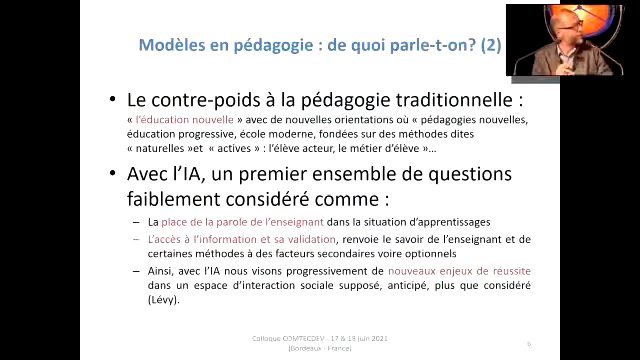 Modèles en pédagogie : de quoi parle-t-on? (2)
• Le contre-poids à la pédagogie traditionnelle :
« l'éducation nouvelle » avec de nouvelles orientations où « pédagogies nouvelles,
éducation progressive, école moderne, fondées sur des méthodes dites
« naturelles »et « actives » : l'élève acteur, le métier d'élève »…
• Avec l'IA, un premier ensemble de questions
faiblement considéré comme :
– La place de la parole de l'enseignant dans la situation d'apprentissages
– L'accès à l'information et sa validation, renvoie le savoir de l'enseignant et de
certaines méthodes à des facteurs secondaires voire optionnels
– Ainsi, avec l'IA nous visons progressivement de nouveaux enjeux de réussite
dans un espace d'interaction sociale supposé, anticipé, plus que considéré
(Lévy).
Colloque COMTECDEV - 17 & 18 juin 2021
(Bordeaux - France)